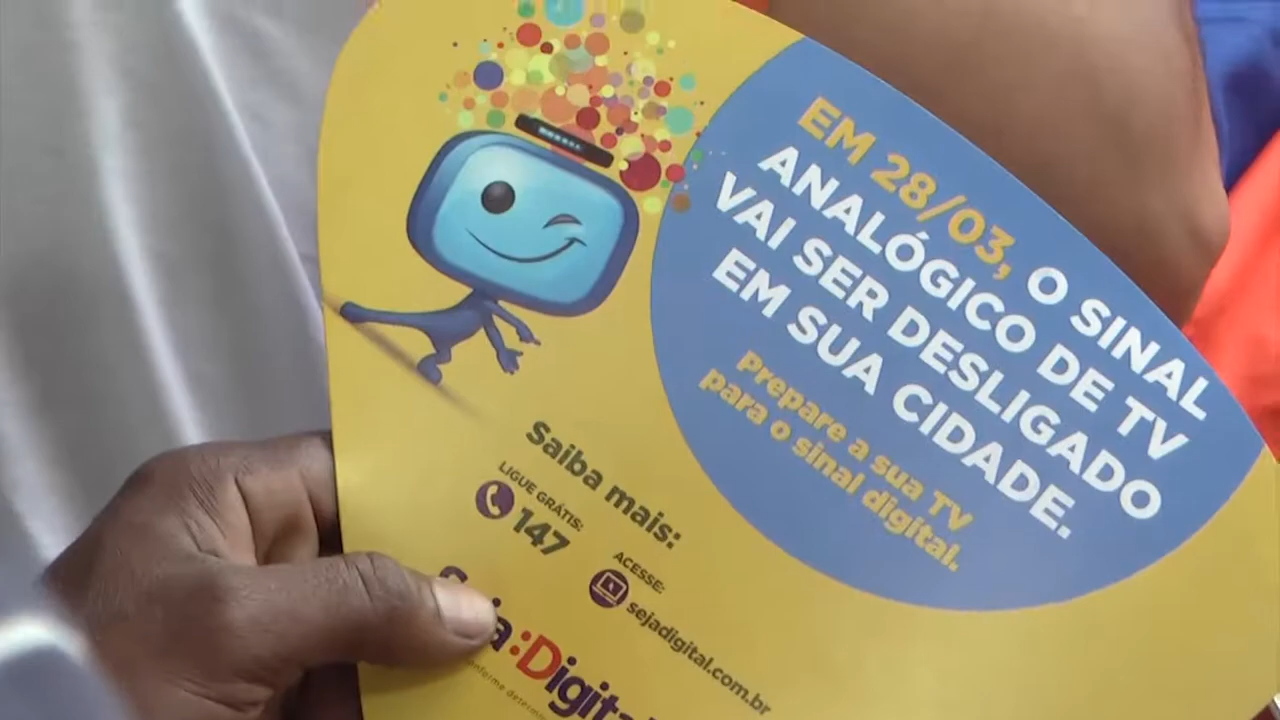 EM 28/03, O SINAL
ANALÓGICO DE TV
VAI SER DESLIGADO
EM SUA CIDADE.
Prepare a sua TV
para o sinal digital.
Saiba mais:
LIGUE GRÁTIS:
147
ACESSE:
sejadigital.com.br